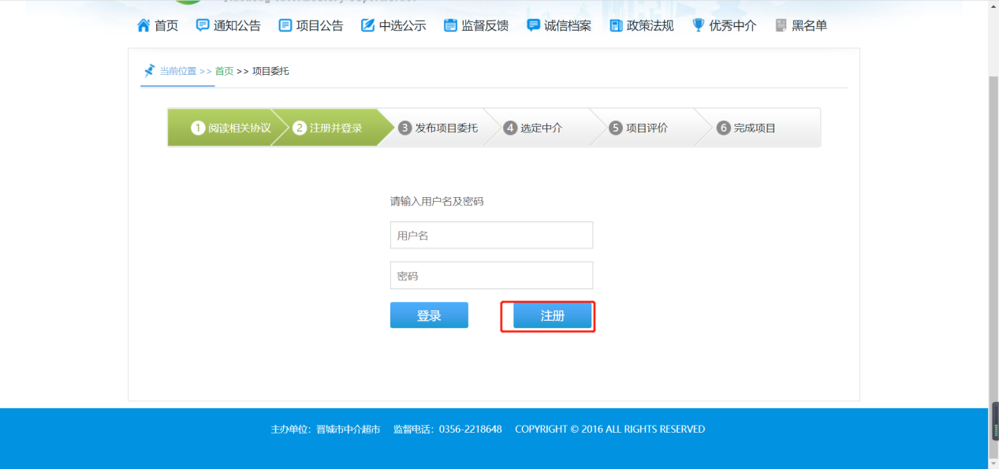 首页 通知公告 项目公告 中选公示 监督反馈 诚信档案 政策法规 优秀中介 黑名单
当前位置 >> 首页 >> 项目委托
1 阅读相关协议 2 注册并登录 3 发布项目委托 4 选定中介 5 项目评价 6 完成项目
请输入用户名及密码
用户名
密码
登录 注册
主办单位：晋城市中介超市 监督电话：0356-2218648 COPYRIGHT © 2016 ALL RIGHTS RESERVED